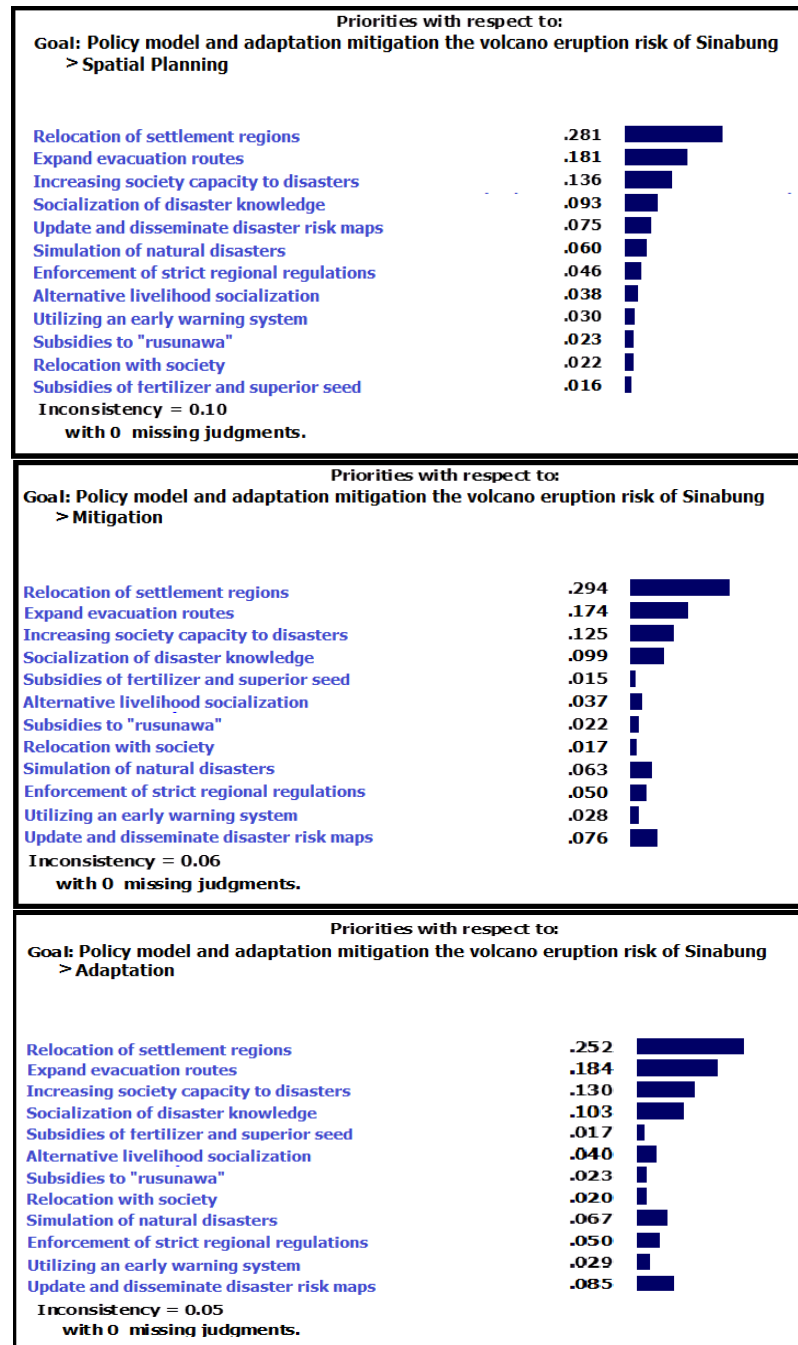 Priorities with respect to:
Goal: Policy model and adaptation mitigation the volcano eruption risk of Sinabung
> Spatial Planning
Relocation of settlement regions .281
Expand evacuation routes .181
Increasing society capacity to disasters .136
Socialization of disaster knowledge .093
Update and disseminate disaster risk maps .075
Simulation of natural disasters .060
Enforcement of strict regional regulations .046
Alternative livelihood socialization .038
Utilizing an early warning system .030
Subsidies to "rusunawa" .023
Relocation with society .022
Subsidies of fertilizer and superior seed .016
Inconsistency = 0.10
with 0 missing judgments.
Priorities with respect to:
Goal: Policy model and adaptation mitigation the volcano eruption risk of Sinabung
> Mitigation
Relocation of settlement regions .294
Expand evacuation routes .174
Increasing society capacity to disasters .125
Socialization of disaster knowledge .099
Subsidies of fertilizer and superior seed .015
Alternative livelihood socialization .037
Subsidies to "rusunawa" .022
Relocation with society .017
Simulation of natural disasters .063
Enforcement of strict regional regulations .050
Utilizing an early warning system .028
Update and disseminate disaster risk maps .076
Inconsistency = 0.06
with 0 missing judgments.
Priorities with respect to:
Goal: Policy model and adaptation mitigation the volcano eruption risk of Sinabung
> Adaptation
Relocation of settlement regions .252
Expand evacuation routes .184
Increasing society capacity to disasters .130
Socialization of disaster knowledge .103
Subsidies of fertilizer and superior seed .017
Alternative livelihood socialization .040
Subsidies to "rusunawa" .023
Relocation with society .020
Simulation of natural disasters .067
Enforcement of strict regional regulations .050
Utilizing an early warning system .029
Update and disseminate disaster risk maps .085
Inconsistency = 0.05
with 0 missing judgments.